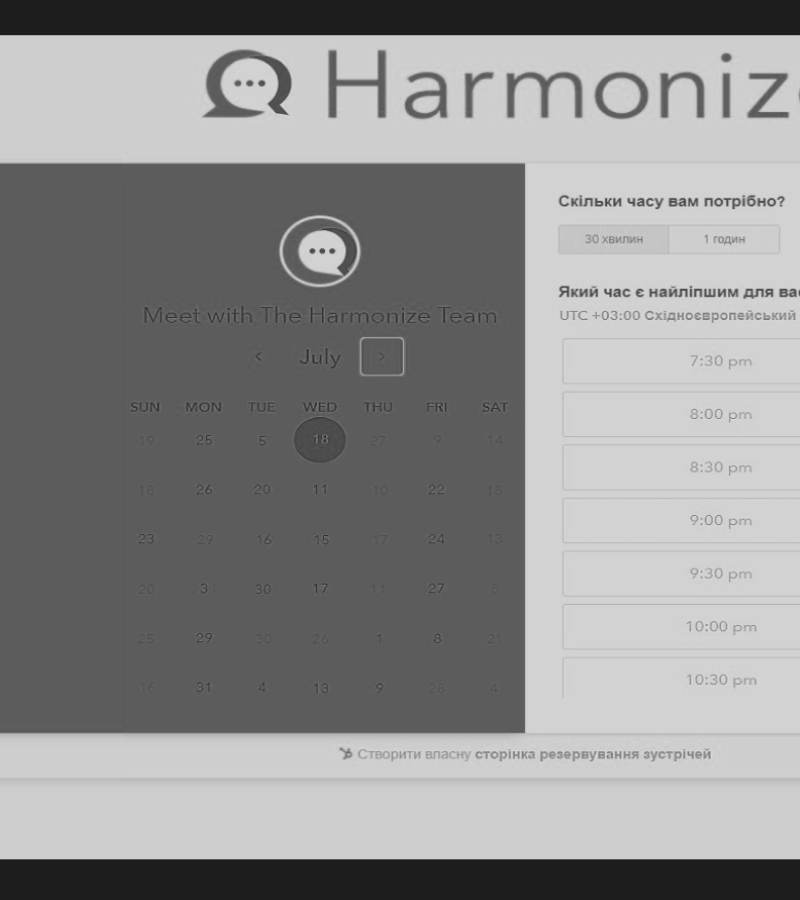 Harmonize
Meet with The Harmonize Team
< July >
SUN MON TUE WED THU FRI SAT
19 25 5 18 27 9 14
18 26 20 11 10 22 18
23 29 16 15 17 24 13
20 3 30 17 11 27 8
25 29 30 26 1 8 21
16 31 4 13 9 28 4
Скільки часу вам потрібно?
30 хвилин 1 годин
Який час є найліпшим для вас
UTC +03:00 Східноєвропейський
7:30 pm
8:00 pm
8:30 pm
9:00 pm
9:30 pm
10:00 pm
10:30 pm
Створити власну сторінка резервування зустрічей